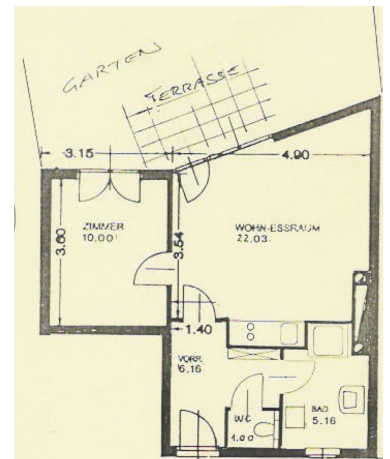 GARTEN
TERRASSE
3.15
4.90
ZIMMER
10.00
3.60
3.54
WOHN-ESSRAUM
22.03
1.40
VORR.
6.16
WC
1.00
BAD
5.16